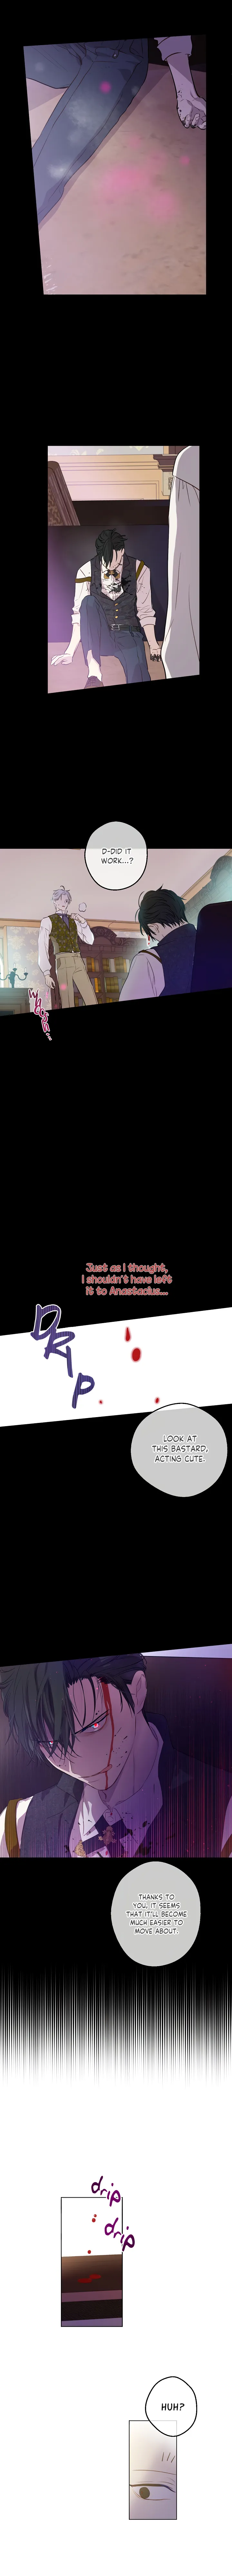 D-DID IT
WORK...?
Just as I thought,
I shouldn't have left
it to Anastacius...
DRIP
LOOK AT
THIS BASTARD,
ACTING CUTE.
THANKS TO
YOU, IT SEEMS
THAT IT'LL BECOME
MUCH EASIER TO
MOVE ABOUT.
drip
drip
HUH?